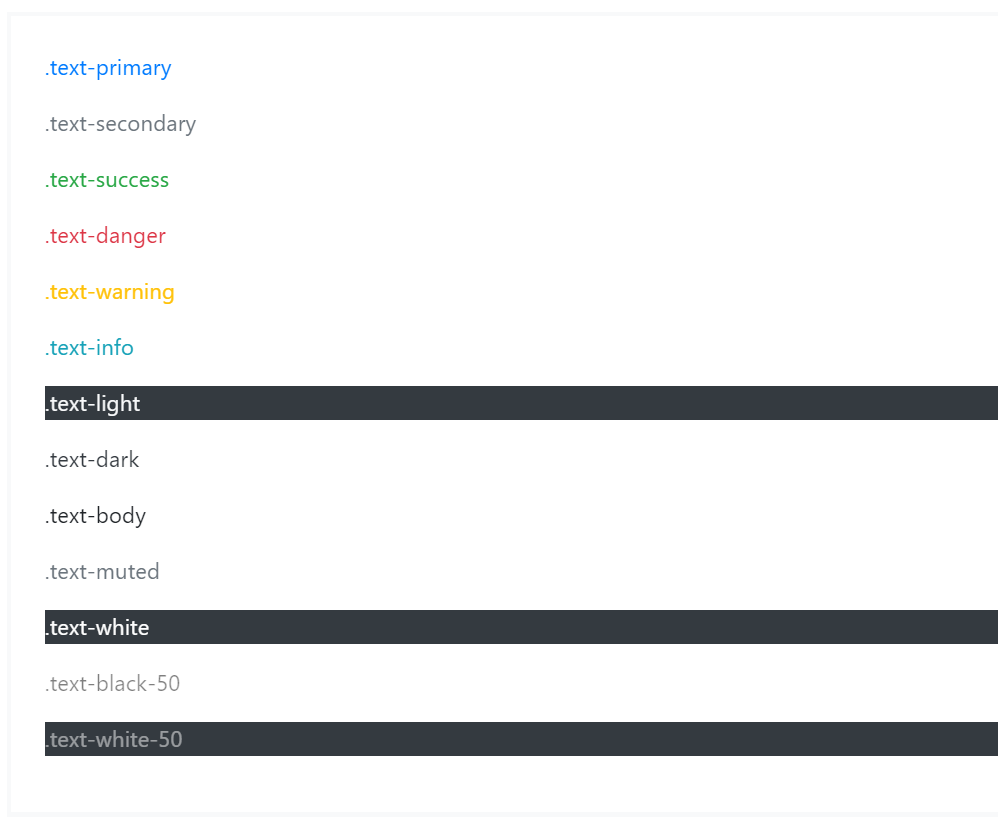 .text-primary
.text-secondary
.text-success
.text-danger
.text-warning
.text-info
.text-light
.text-dark
.text-body
.text-muted
.text-white
.text-black-50
.text-white-50